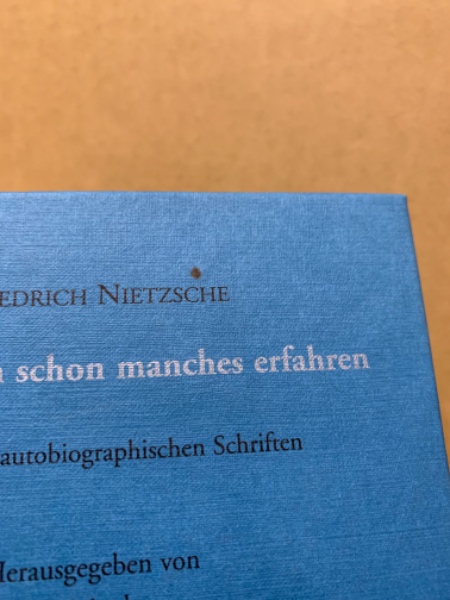 EDRICH NIETZSCHE
schon manches erfahren
autobiographischen Schriften
Herausgegeben von